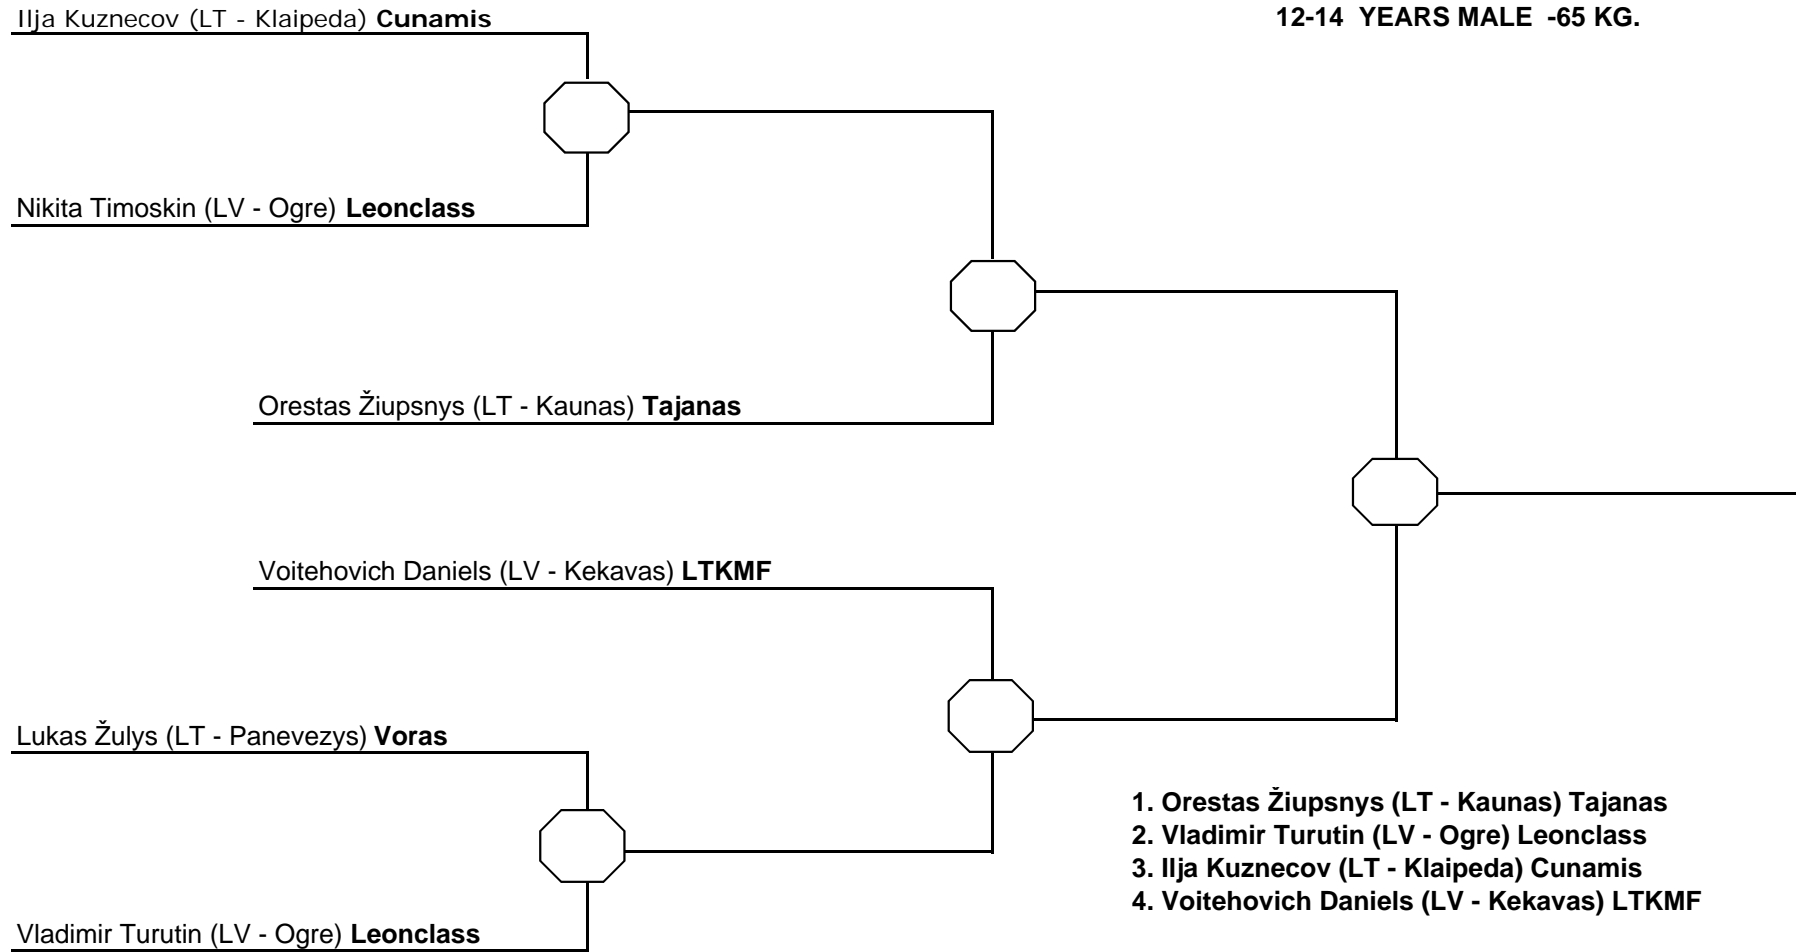 Ilja Kuznecov (LT - Klaipeda) Cunamis
12-14 YEARS MALE -65 KG.
Nikita Timoskin (LV - Ogre) Leonclass
Orestas Žiupsnys (LT - Kaunas) Tajanas
Voitehovich Daniels (LV - Kekavas) LTKMF
Lukas Žulys (LT - Panevezys) Voras
Vladimir Turutin (LV - Ogre) Leonclass
1. Orestas Žiupsnys (LT - Kaunas) Tajanas
2. Vladimir Turutin (LV - Ogre) Leonclass
3. Ilja Kuznecov (LT - Klaipeda) Cunamis
4. Voitehovich Daniels (LV - Kekavas) LTKMF